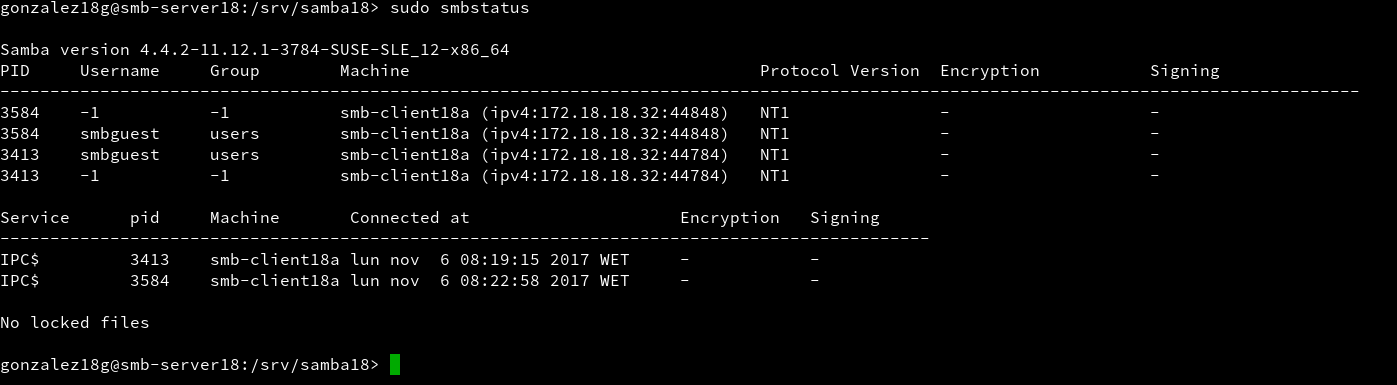 gonzalez18g@smb-server18:/srv/samba18> sudo smbstatus
Samba version 4.4.2-11.12.1-3784-SUSE-SLE_12-x86_64
PID     Username     Group        Machine                                   Protocol Version  Encryption           Signing
----------------------------------------------------------------------------------------------------------------------------------------
3584    -1           -1           smb-client18a (ipv4:172.18.18.32:44848)   NT1               -                    -
3584    smbguest     users        smb-client18a (ipv4:172.18.18.32:44848)   NT1               -                    -
3413    smbguest     users        smb-client18a (ipv4:172.18.18.32:44784)   NT1               -                    -
3413    -1           -1           smb-client18a (ipv4:172.18.18.32:44784)   NT1               -                    -
Service      pid     Machine       Connected at                     Encryption   Signing
---------------------------------------------------------------------------------------------
IPC$         3413    smb-client18a lun nov  6 08:19:15 2017 WET     -            -
IPC$         3584    smb-client18a lun nov  6 08:22:58 2017 WET     -            -
No locked files
gonzalez18g@smb-server18:/srv/samba18>